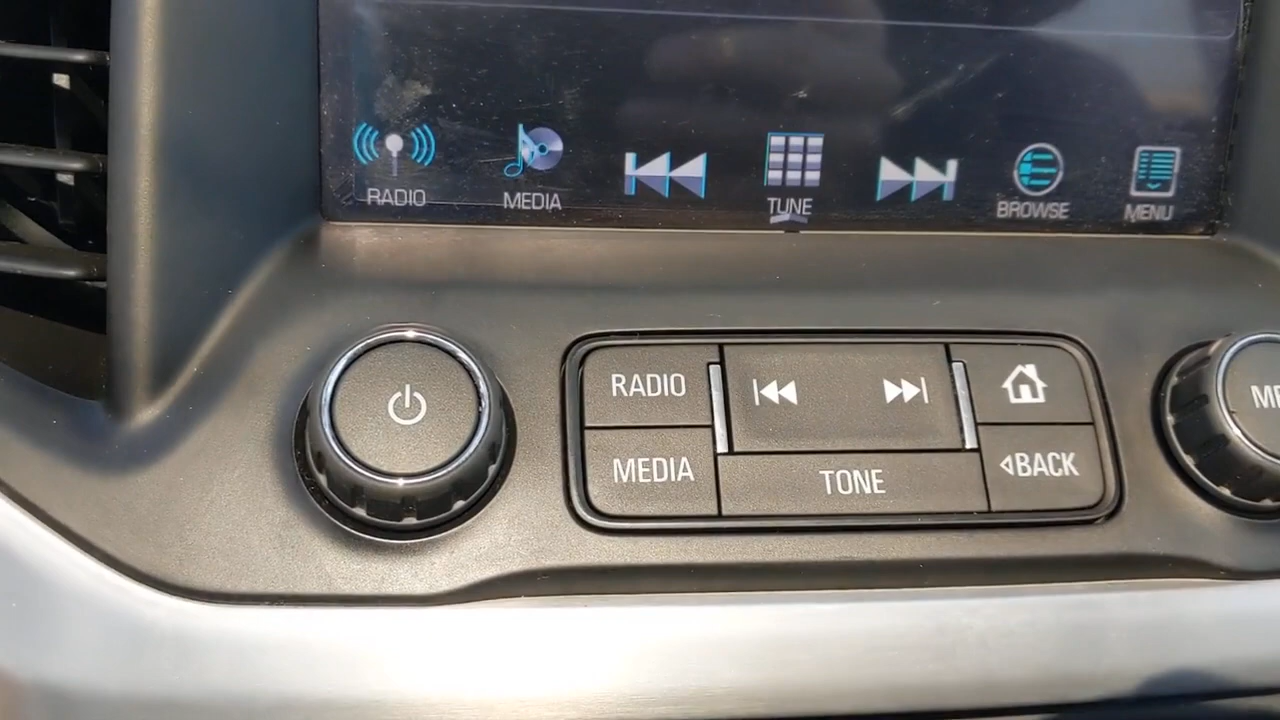 RADIO
MEDIA
TUNE
BROWSE
MENU
RADIO
MEDIA
TONE
BACK